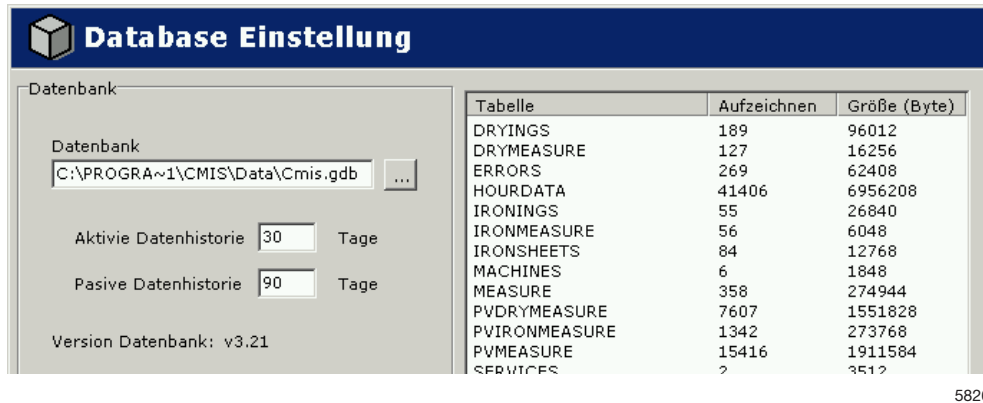 Database Einstellung
Datenbank
Datenbank
C:\PROGRA~1\CMIS\Data\Cmis.gdb ...
Aktivie Datenhistorie 30 Tage
Pasive Datenhistorie 90 Tage
Version Datenbank: v3.21
Tabelle Aufzeichnen Größe (Byte)
DRYINGS 189 96012
DRYMEASURE 127 16256
ERRORS 269 62408
HOURDATA 41406 6956208
IRONINGS 55 26840
IRONMEASURE 56 6048
IRONSHEETS 84 12768
MACHINES 6 1848
MEASURE 358 274944
PVDRYMEASURE 7607 1551828
PVIRONMEASURE 1342 273768
PVMEASURE 15416 1911584
SERVICES 2 3512